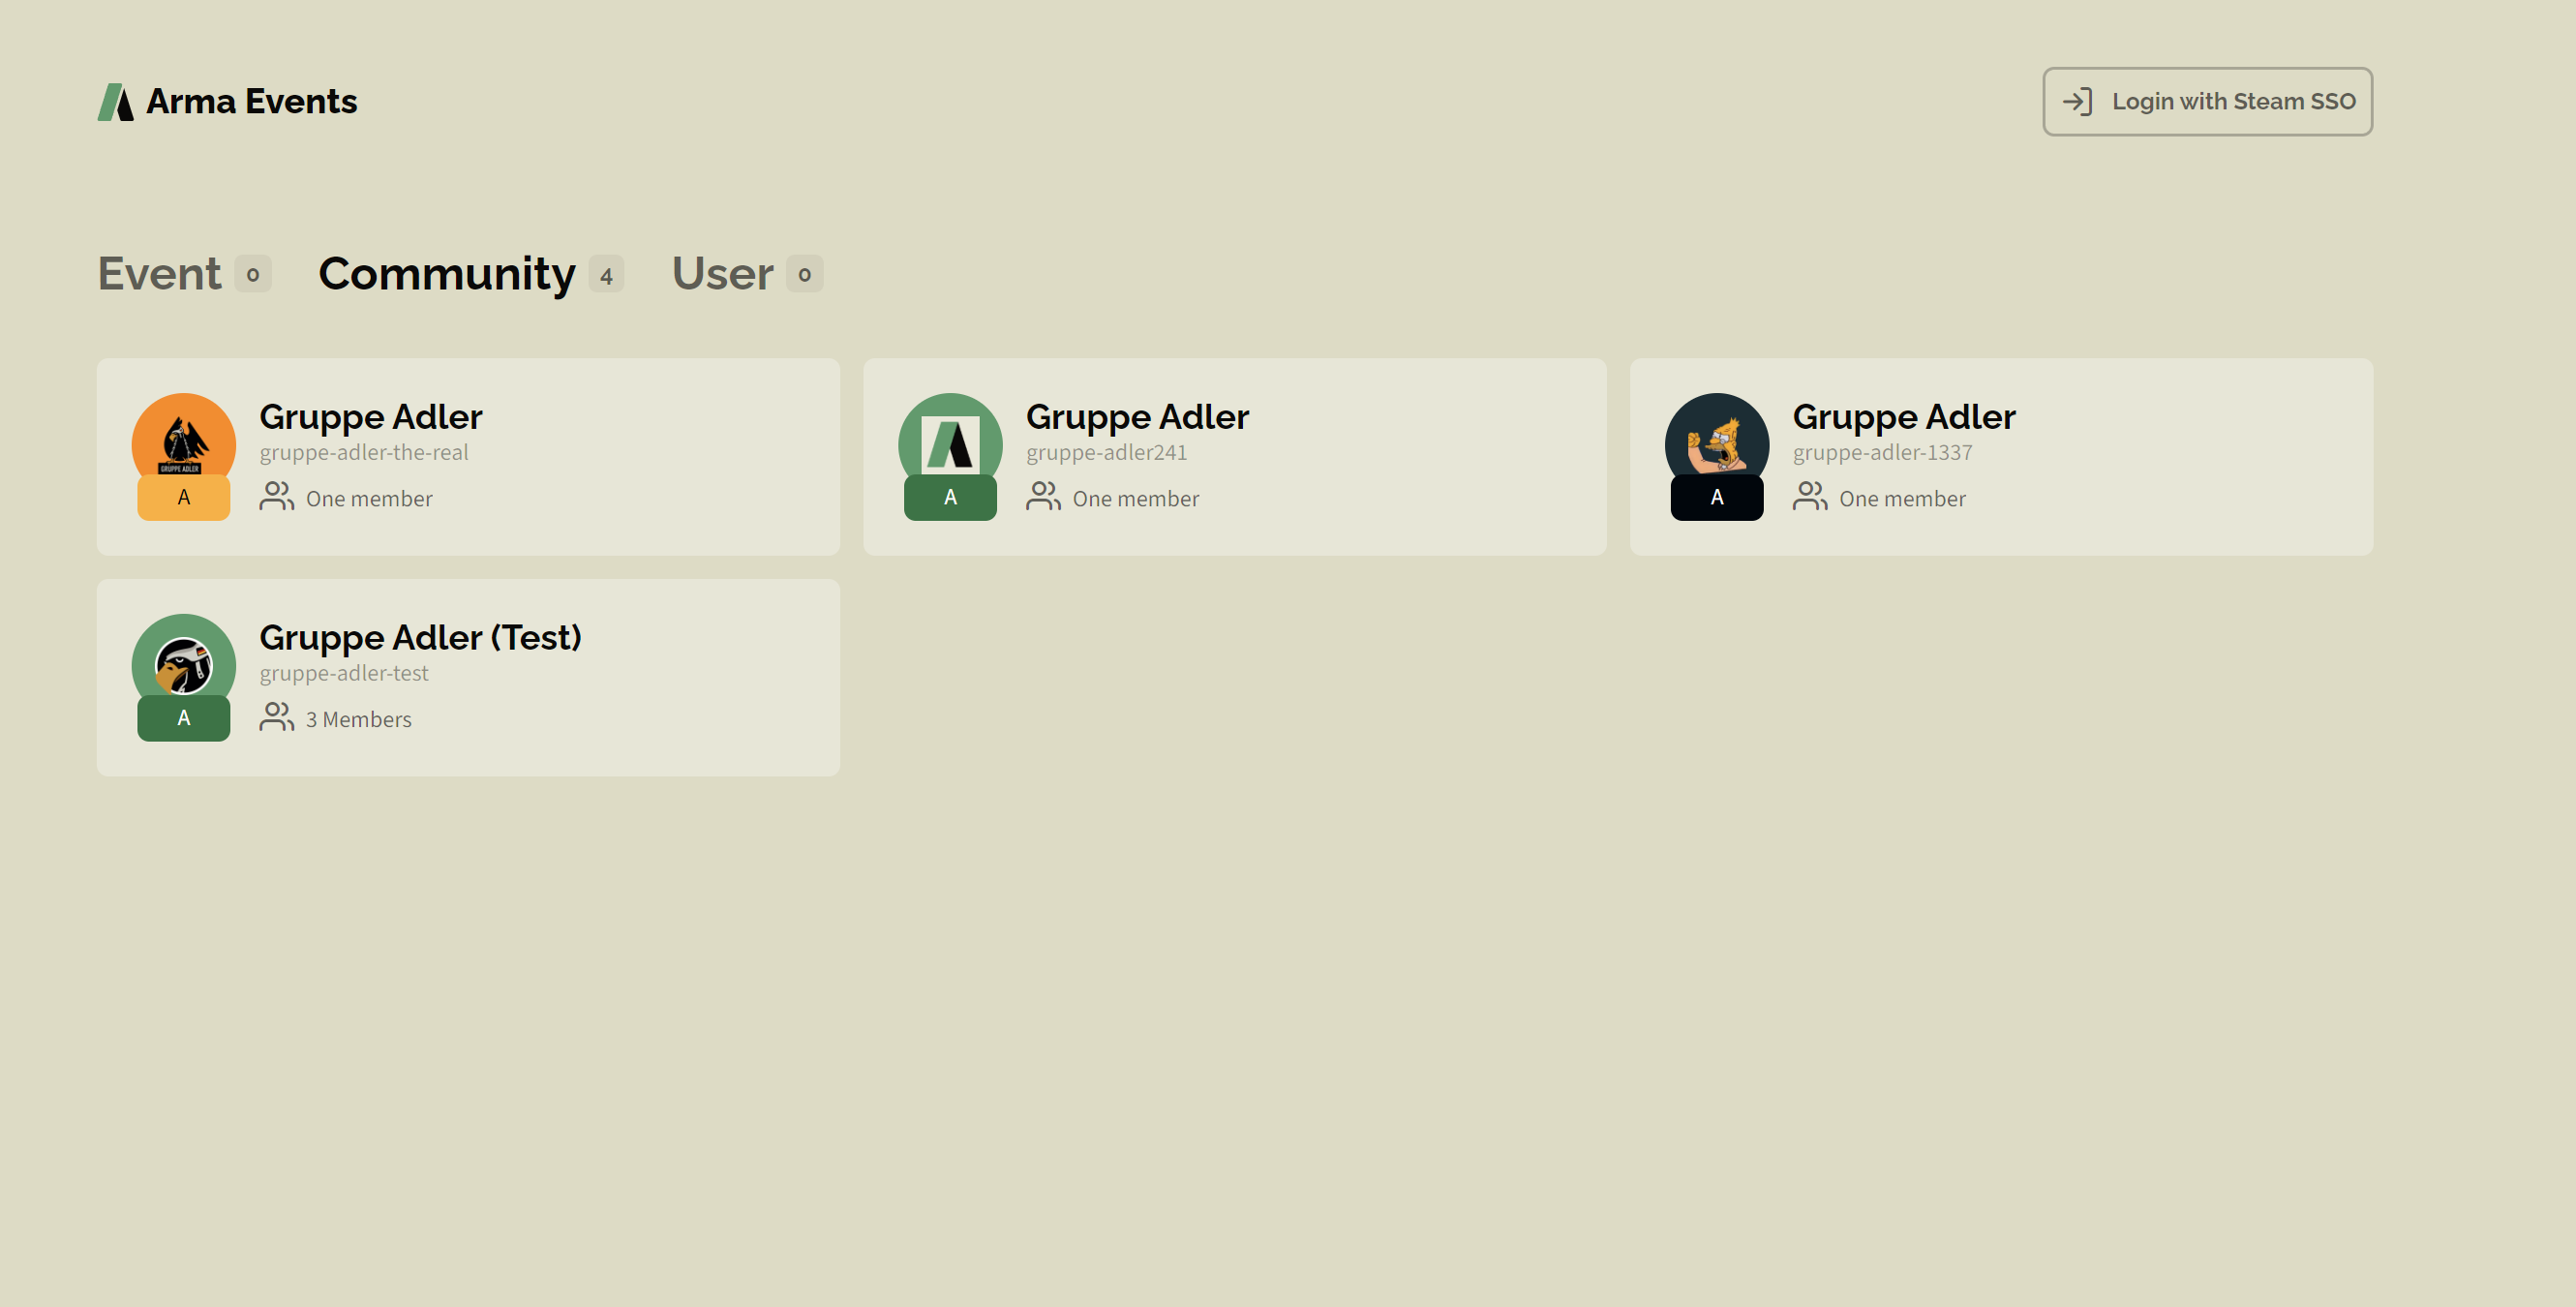 Arma Events
Login with Steam SSO
Event 0 Community 4 User 0
Gruppe Adler
gruppe-adler-the-real
GRUPPE ADLER
A
One member
Gruppe Adler
gruppe-adler241
A
One member
Gruppe Adler
gruppe-adler-1337
A
One member
Gruppe Adler (Test)
gruppe-adler-test
A
3 Members